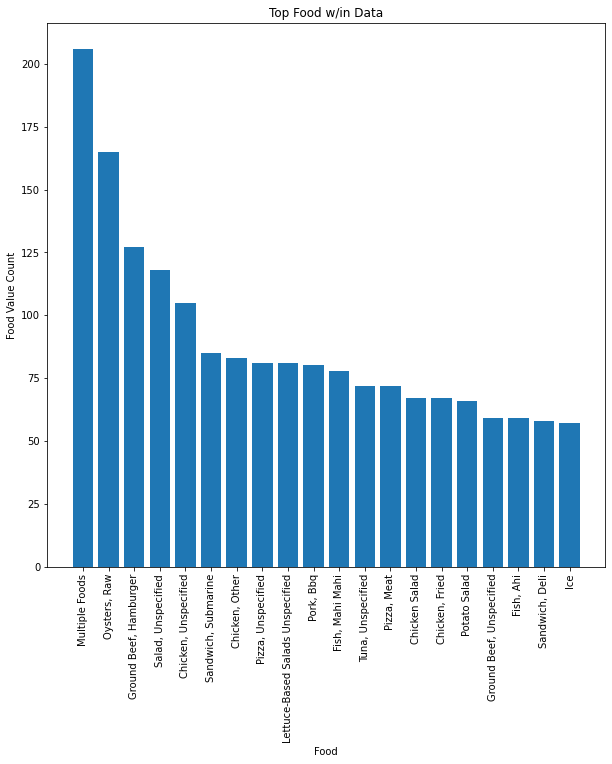 Top Food w/in Data
Food Value Count
200
175
150
125
100
75
50
25
0
Multiple Foods
Oysters, Raw
Ground Beef, Hamburger
Salad, Unspecified
Chicken, Unspecified
Sandwich, Submarine
Chicken, Other
Pizza, Unspecified
Lettuce-Based Salads Unspecified
Pork, Bbq
Fish, Mahi Mahi
Tuna, Unspecified
Pizza, Meat
Chicken Salad
Chicken, Fried
Potato Salad
Ground Beef, Unspecified
Fish, Ahi
Sandwich, Deli
Ice
Food